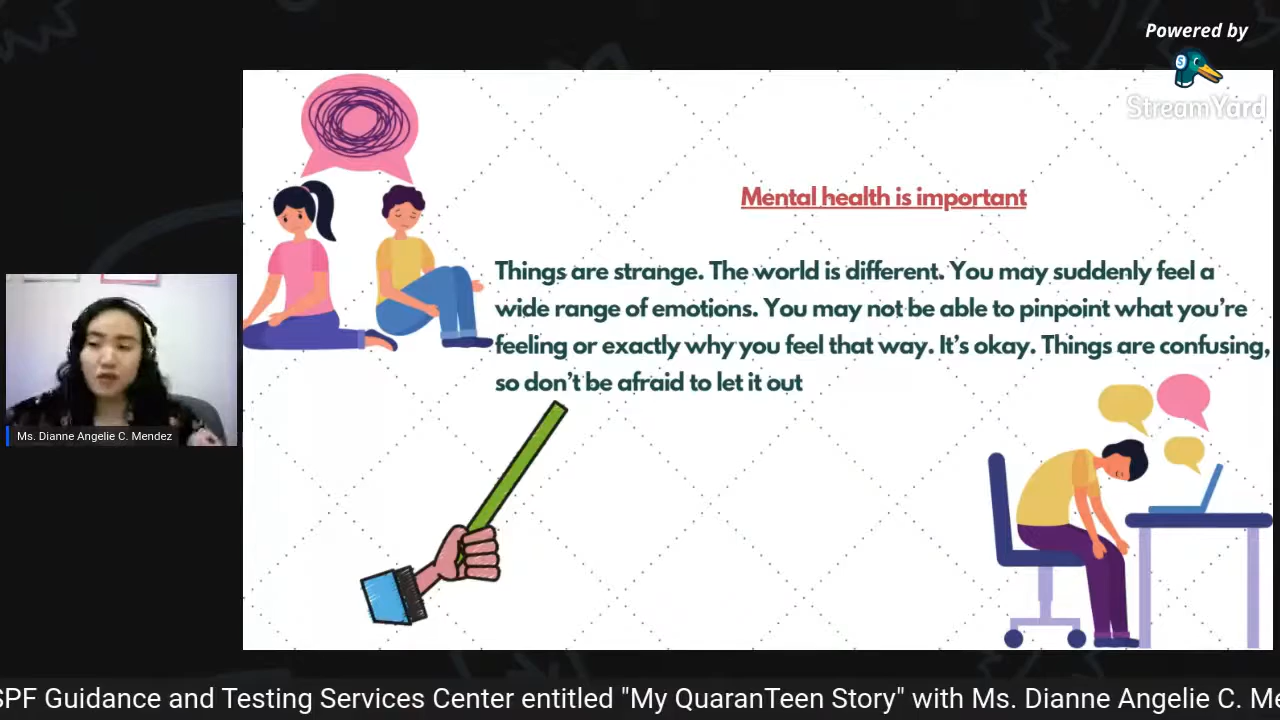 Powered by
StreamYard
Mental health is important
Things are strange. The world is different. You may suddenly feel a
wide range of emotions. You may not be able to pinpoint what you're
feeling or exactly why you feel that way. It's okay. Things are confusing,
so don't be afraid to let it out
Ms. Dianne Angelie C. Mendez
SPF Guidance and Testing Services Center entitled "My QuaranTeen Story" with Ms. Dianne Angelie C. Me